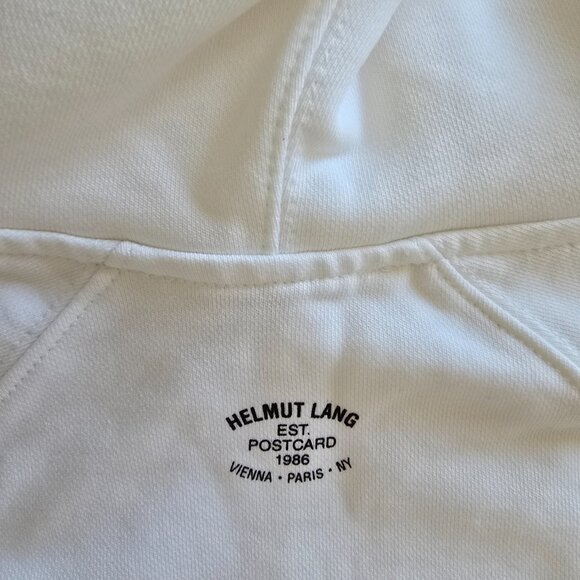 HELMUT LANG
EST.
POSTCARD
1986
VIENNA · PARIS · NY